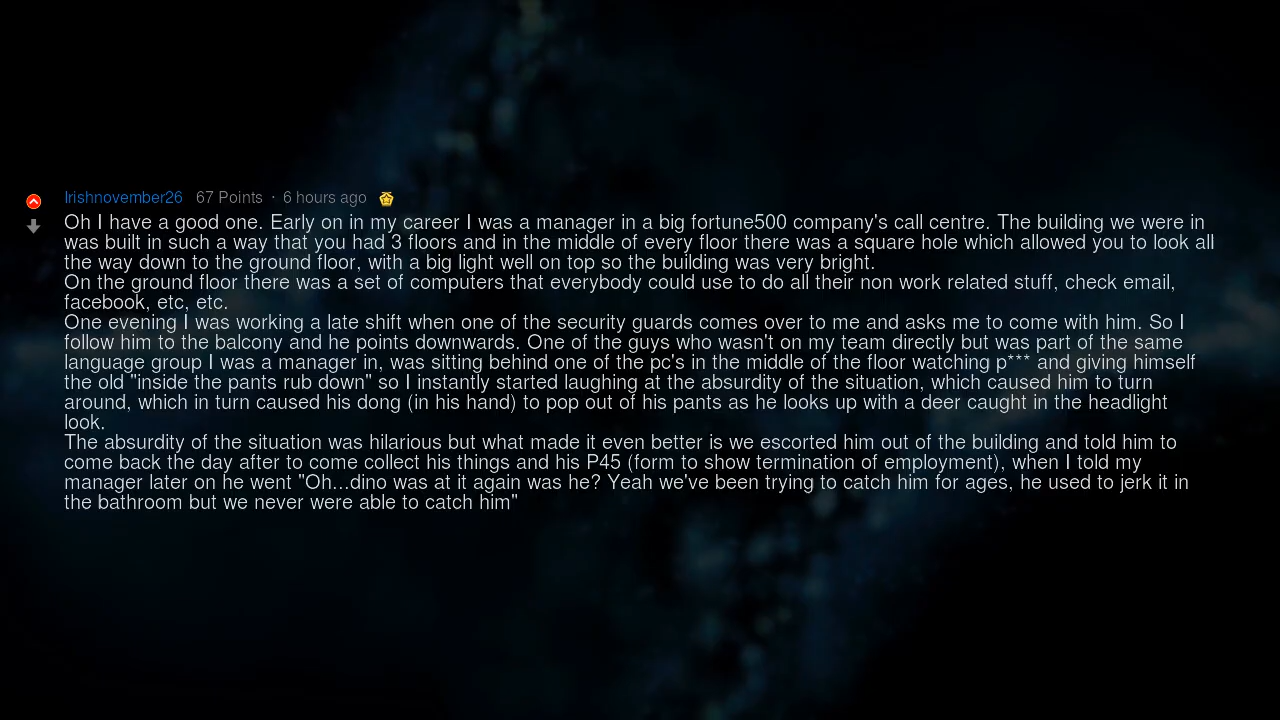 Irishnovember26 67 Points · 6 hours ago
Oh I have a good one. Early on in my career I was a manager in a big fortune500 company's call centre. The building we were in
was built in such a way that you had 3 floors and in the middle of every floor there was a square hole which allowed you to look all
the way down to the ground floor, with a big light well on top so the building was very bright.
On the ground floor there was a set of computers that everybody could use to do all their non work related stuff, check email,
facebook, etc, etc.
One evening I was working a late shift when one of the security guards comes over to me and asks me to come with him. So I
follow him to the balcony and he points downwards. One of the guys who wasn't on my team directly but was part of the same
language group I was a manager in, was sitting behind one of the pc's in the middle of the floor watching p*** and giving himself
the old "inside the pants rub down" so I instantly started laughing at the absurdity of the situation, which caused him to turn
around, which in turn caused his dong (in his hand) to pop out of his pants as he looks up with a deer caught in the headlight
look.
The absurdity of the situation was hilarious but what made it even better is we escorted him out of the building and told him to
come back the day after to come collect his things and his P45 (form to show termination of employment), when I told my
manager later on he went "Oh...dino was at it again was he? Yeah we've been trying to catch him for ages, he used to jerk it in
the bathroom but we never were able to catch him"